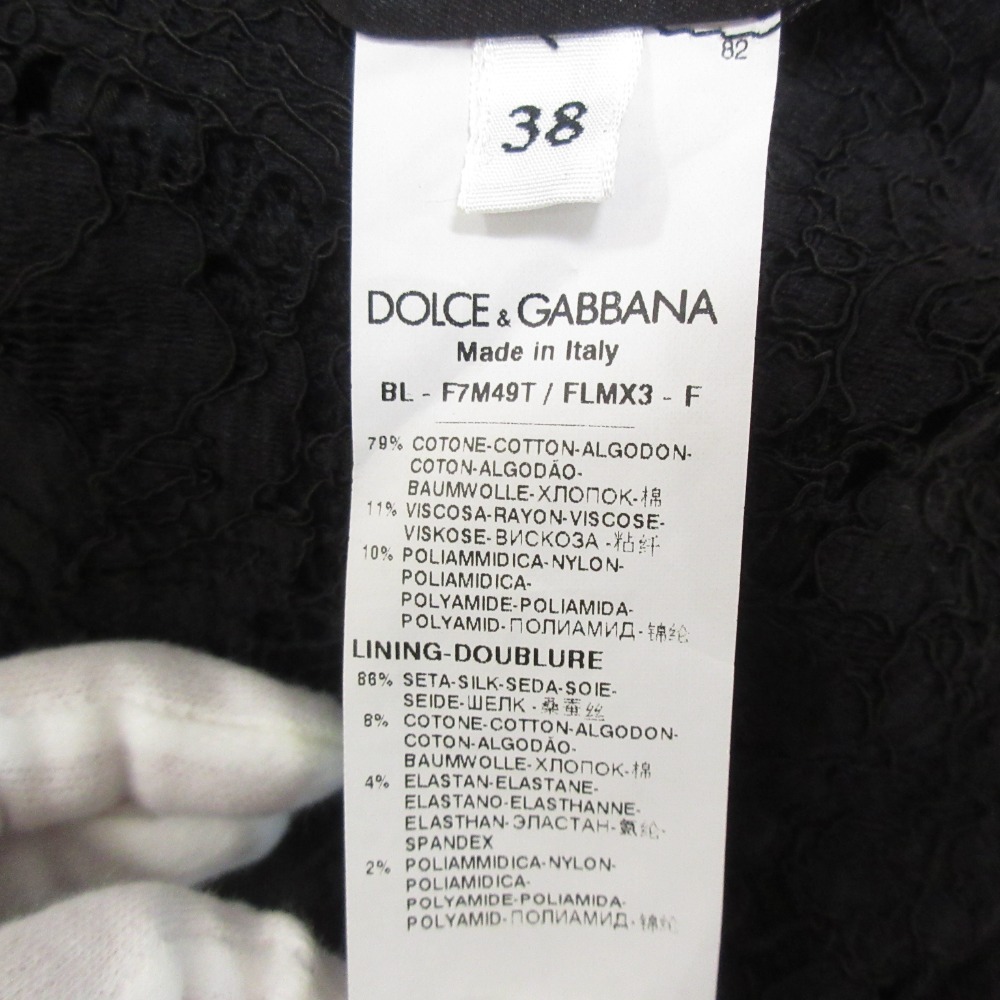 82
38
DOLCE & GABBANA
Made in Italy
BL - F7M49T / FLMX3 - F
79% COTONE-COTTON-ALGODON-
COTON-ALGODÃO-
BAUMWOLLE-ХЛОПОК-棉
11% VISCOSA-RAYON-VISCOSE-
VISKOSE-ВИСКОЗА -粘纤
10% POLIAMMIDICA-NYLON-
POLIAMIDICA-
POLYAMIDE-POLIAMIDA-
POLYAMID-ПОЛИАМИД-锦纶
LINING-DOUBLURE
86% SETA-SILK-SEDA-SOIE-
SEIDE-ШЕЛК -桑蚕丝
8% COTONE-COTTON-ALGODON-
COTON-ALGODÃO-
BAUMWOLLE-ХЛОПОК-棉
4% ELASTAN-ELASTANE-
ELASTANO-ELASTHANNE-
ELASTHAN-ЭЛАСТАН-氨纶-
SPANDEX
2% POLIAMMIDICA-NYLON-
POLIAMIDICA-
POLYAMIDE-POLIAMIDA-
POLYAMID-ПОЛИАМИД-锦纶